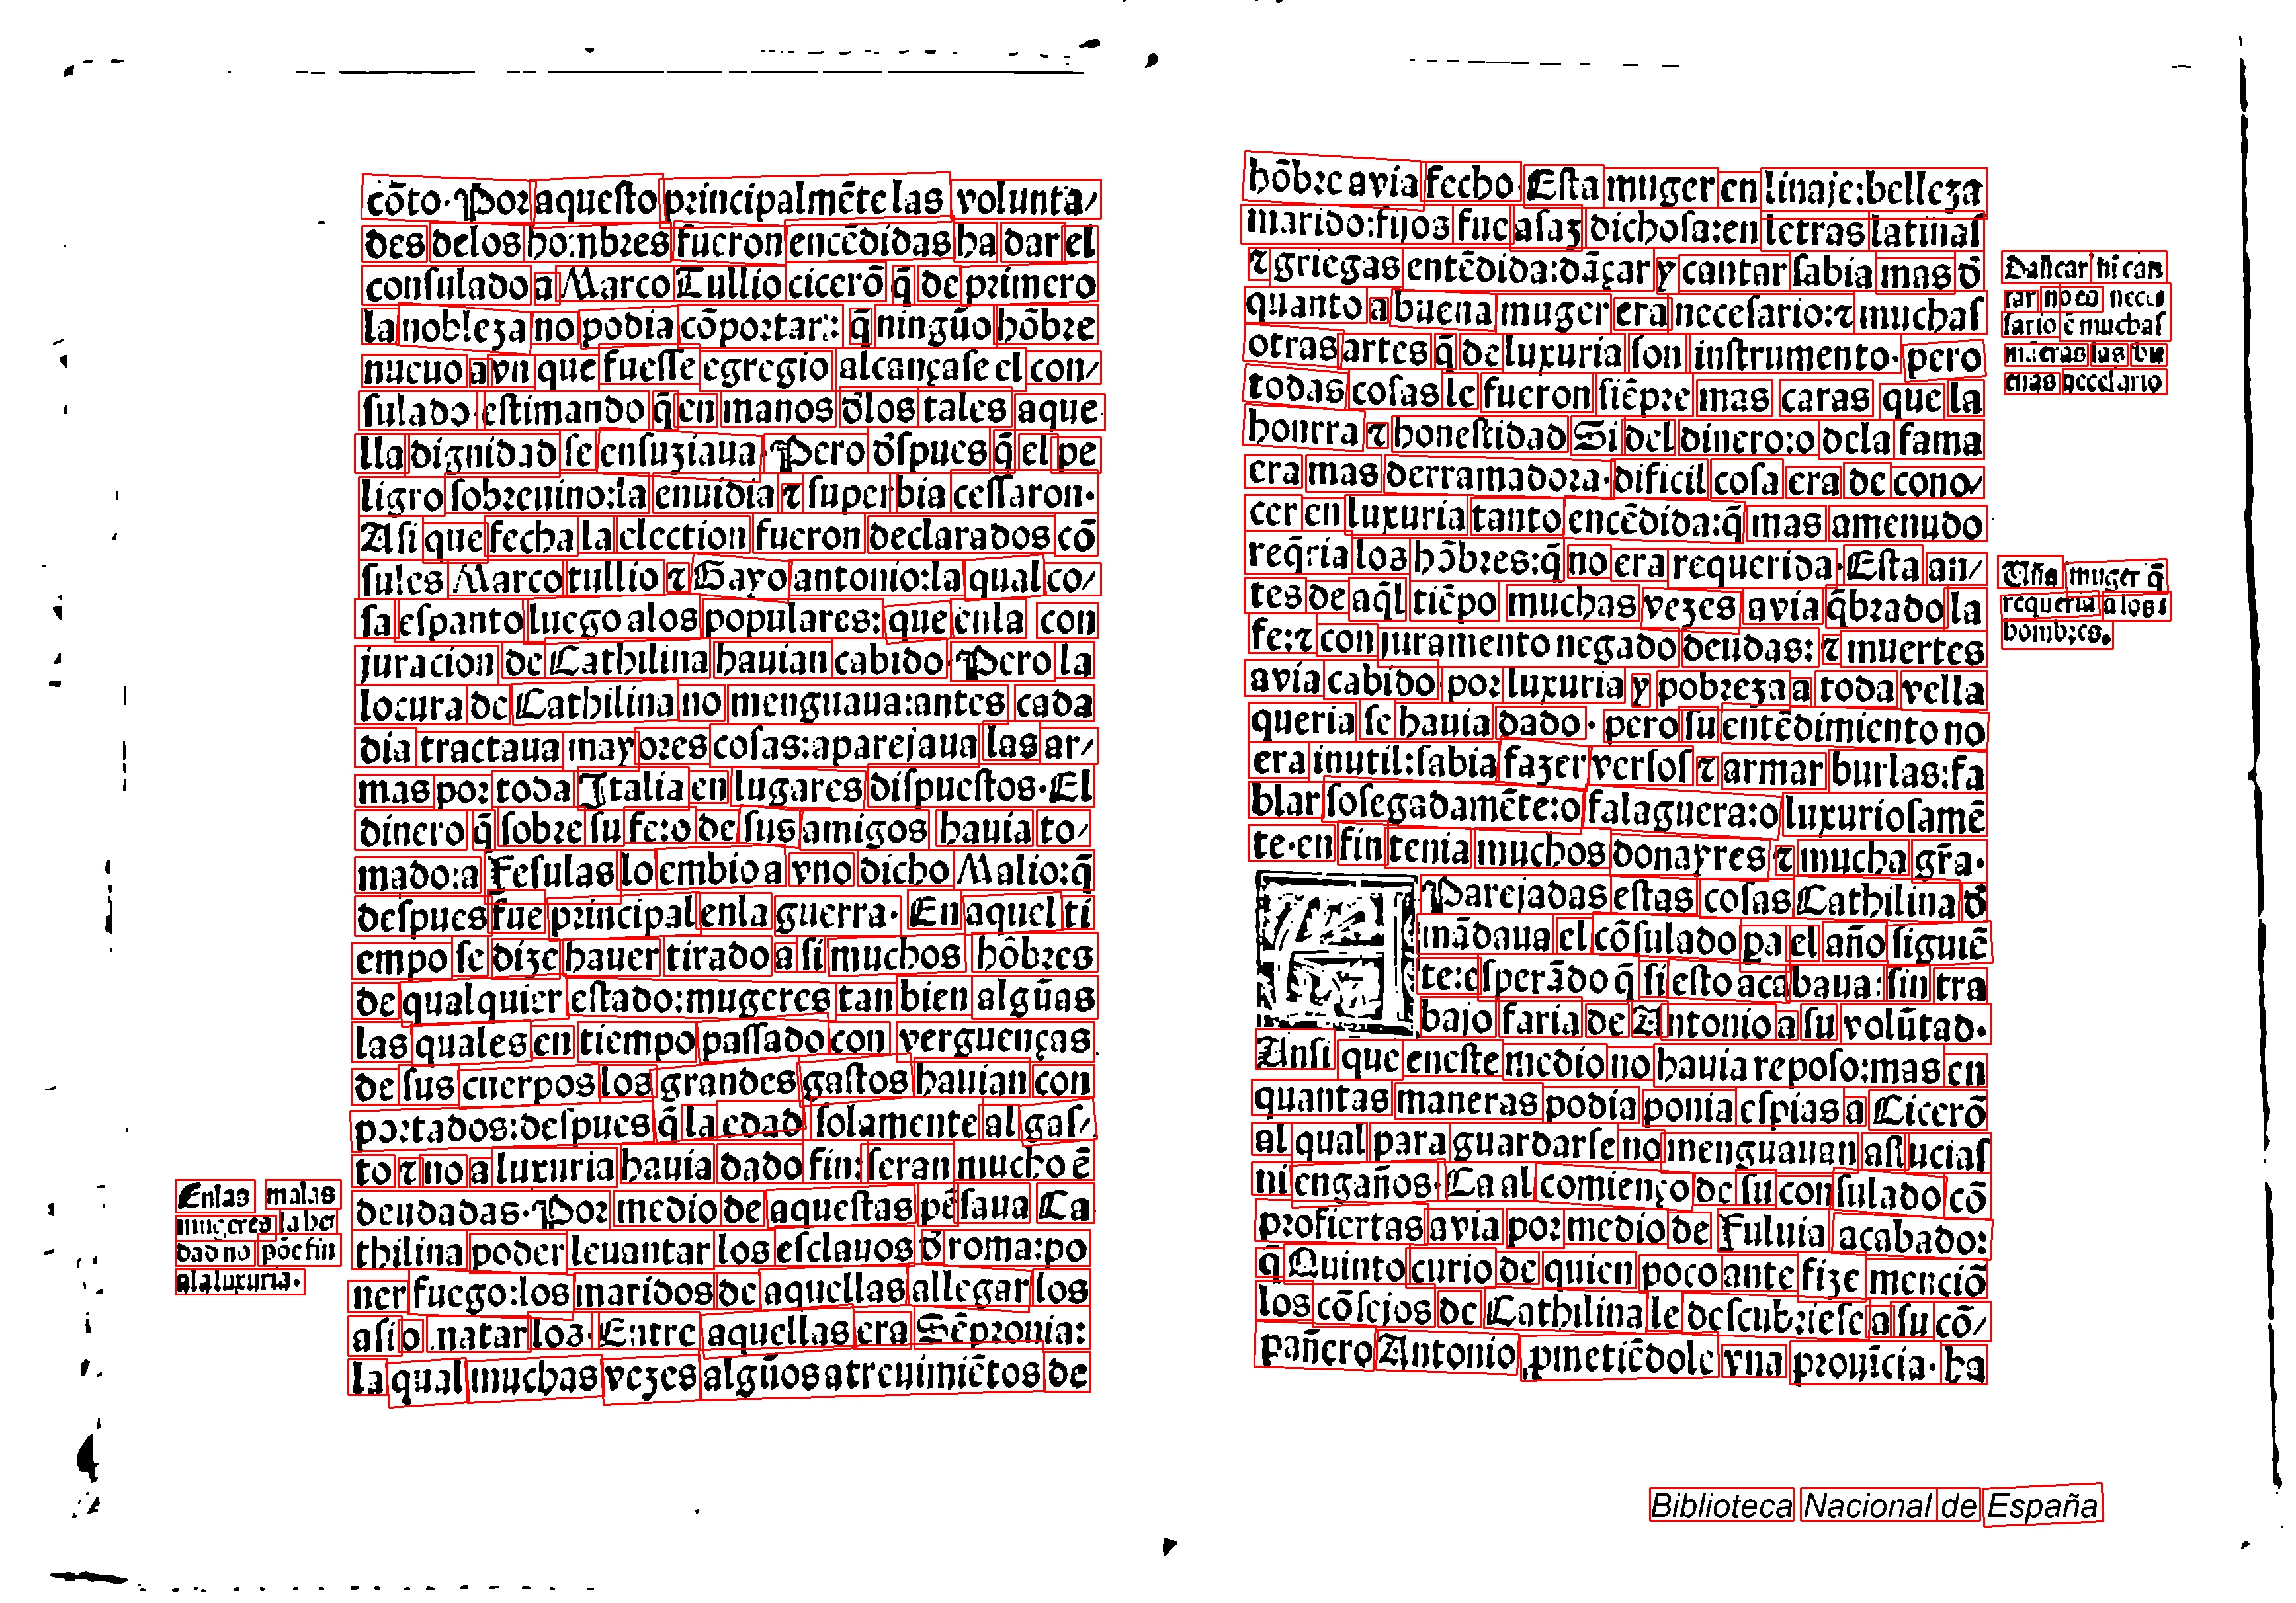 cõto. Por aquesto principalmẽte las volunta/
des delos hombres fueron encẽdidas ha dar el
consulado a Marco Tullio cicerõ q̃ de primero
la nobleza no podia cõportar: q̃ ningũo hõbre
nueuo avn que fuesse egregio alcançase el con/
sulado estimando q̃ en manos d̃los tales aque
lla dignidad se ensuziaua. Pero d̃spues q̃ el pe
ligro sobreuino: la enuidia ⁊ superbia cessaron.
Asi que fecha la election fueron declarados cõ
sules Marco tullio ⁊ Gayo antonio: la qual co/
sa espanto luego alos populares: que enla con
juracion de Cathilina hauian cabido. Pero la
locura de Cathilina no menguaua: antes cada
dia tractaua mayores cosas: aparejaua las ar/
mas por toda Italia en lugares dispuestos. El
dinero q̃ sobre su fe: o de sus amigos hauia to/
mado: a Fesulas lo embio a vno dicho Malio: q̃
despues fue principal enla guerra. En aquel ti
empo se dize hauer tirado a si muchos hõbres
de qualquier estado: mugeres tan bien algũas
las quales en tiempo passado con verguenças
de sus cuerpos los grandes gastos hauian con
portados: despues q̃ la edad solamente al gas/
to ⁊ no a luxuria hauia dado fin: seran mucho ẽ
deudadas. Por medio de aquestas pẽsaua Ca
thilina poder leuantar los esclauos d̃ roma: po
ner fuego: los maridos de aquellas allegar los
asi o matar los. Entre aquellas era Sẽpronia:
la qual muchas vezes algũos atreuimiẽtos de
Enlas malas
mugeres la he
dad no põe fin
ala luxuria.
hõbre avia fecho. Esta muger en linaje: belleza
marido: fijos fue asaz dichosa: en letras latinas
⁊ griegas entẽdida: dãçar y cantar sabia mas d̃
quanto a buena muger era necesario: ⁊ muchas
otras artes q̃ de luxuria son instrumento. pero
todas cosas le fueron siẽpre mas caras que la
honrra ⁊ honestidad Si del dinero: o dela fama
era mas derramadora. dificil cosa era de cono/
cer en luxuria tanto encẽdida: q̃ mas amenudo
req̃ria los hõbres: q̃ no era requerida. Esta an/
tes de aq̃l tiẽpo muchas vezes avia q̃brado la
fe: ⁊ con juramento negado deudas: ⁊ muertes
avia cabido por luxuria y pobreza a toda vella
queria se hauia dado. pero su entẽdimiento no
era inutil: sabia fazer versos ⁊ armar burlas: fa
blar sosegadamẽte: o falaguera: o luxuriosamẽ
te. en fin tenia muchos donayres ⁊ mucha gr̃a.
Parejadas estas cosas Cathilina d̃
mãdaua el cõsulado pa el año siguiẽ
te: esperãdo q̃ si esto acabaua: sin tra
bajo faria de Antonio a su volũtad.
Ansi que eneste medio no hauia reposo: mas en
quantas maneras podia ponia espias a Cicerõ
al qual para guardarse no menguauan astucias
ni engaños. Ca al comienço de su consulado cõ
profiertas avia por medio de Fuluia acabado:
q̃ Quinto curio de quien poco ante fize menciõ
los cõsejos de Cathilina le descubriese a su cõ/
pañero Antonio ꝓmetiẽdole vna prouĩcia. ha
Dançar ni can
tar no es nece
sario ẽ muchas
mãeras las bu
enas necesario
Vña muger q̃
requeria a los
hombres.
Biblioteca Nacional de España